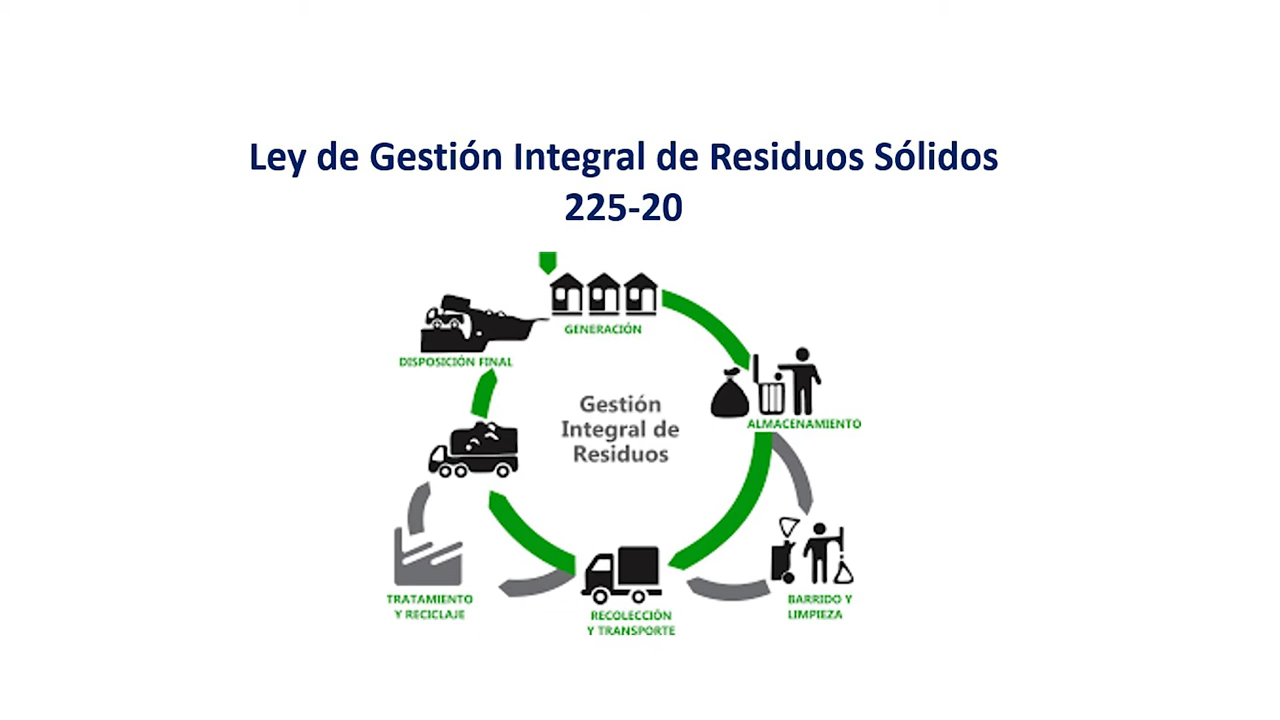 Ley de Gestión Integral de Residuos Sólidos
225-20
GENERACIÓN
DISPOSICIÓN FINAL
Gestión
Integral de
Residuos
ALMACENAMIENTO
TRATAMIENTO
Y RECICLAJE
RECOLECCIÓN
Y TRANSPORTE
BARRIDO Y
LIMPIEZA